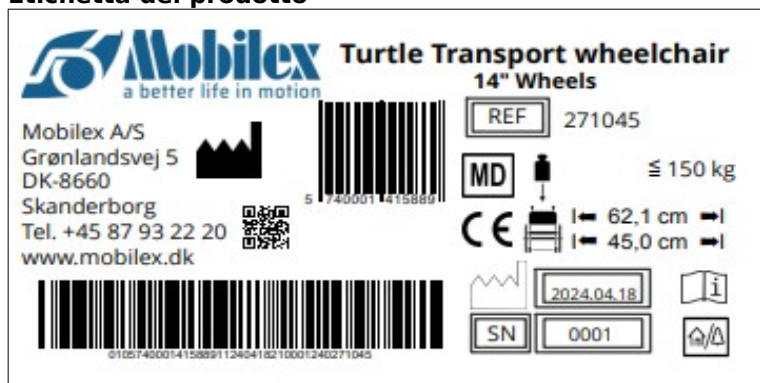 Etichetta del prodotto
Mobilex
a better life in motion
Turtle Transport wheelchair
14" Wheels
REF 271045
Mobilex A/S
Grønlandsvej 5
DK-8660
Skanderborg
Tel. +45 87 93 22 20
www.mobilex.dk
5 740001 415889
MD ≦ 150 kg
CE 62,1 cm
45,0 cm
2024.04.18
SN 0001
010574000141588911240418210001240271045